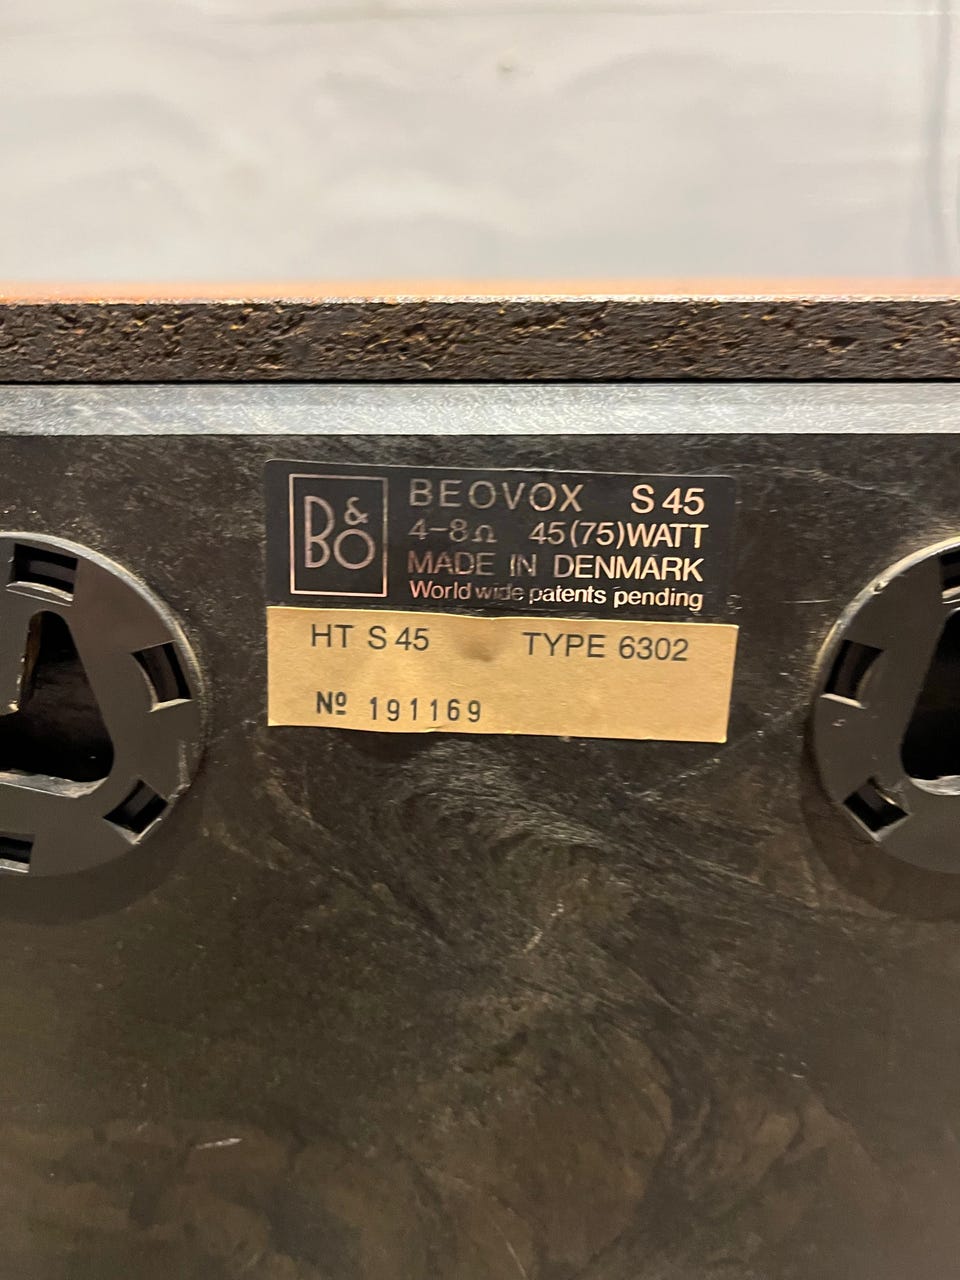 B&O
BEOVOX S 45
4-8Ω 45(75)WATT
MADE IN DENMARK
World wide patents pending
HT S 45 TYPE 6302
Nº 191169